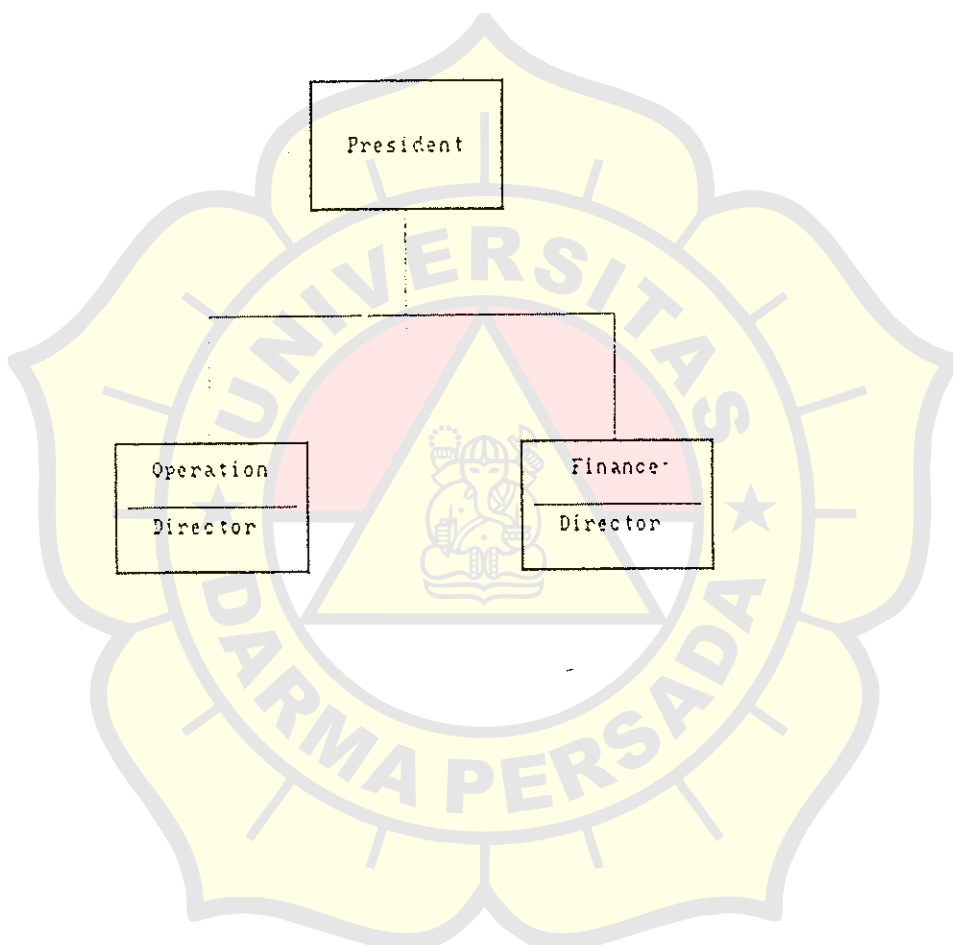 President
UNIVERSITAS
Operation
Director
Finance
Director
DARMA PERSADA